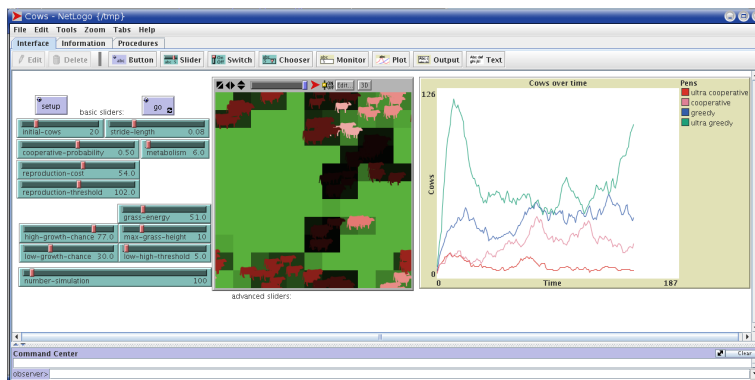 Cows - NetLogo {/tmp}
File Edit Tools Zoom Tabs Help
Interface Information Procedures
Edit Delete abc Button Slider Switch Chooser Monitor Plot Output Text
setup go
basic sliders:
initial-cows 20 stride-length 0.08
cooperative-probability 0.50 metabolism 6.0
reproduction-cost 54.0
reproduction-threshold 102.0
grass-energy 51.0
high-growth-chance 77.0 max-grass-height 10
low-growth-chance 30.0 low-high-threshold 5.0
number-simulation 100
Edit... 3D
advanced sliders:
Cows over time
126
Cows
0
0 Time 187
Pens
ultra cooperative
cooperative
greedy
ultra greedy
Command Center
Clear
observer>